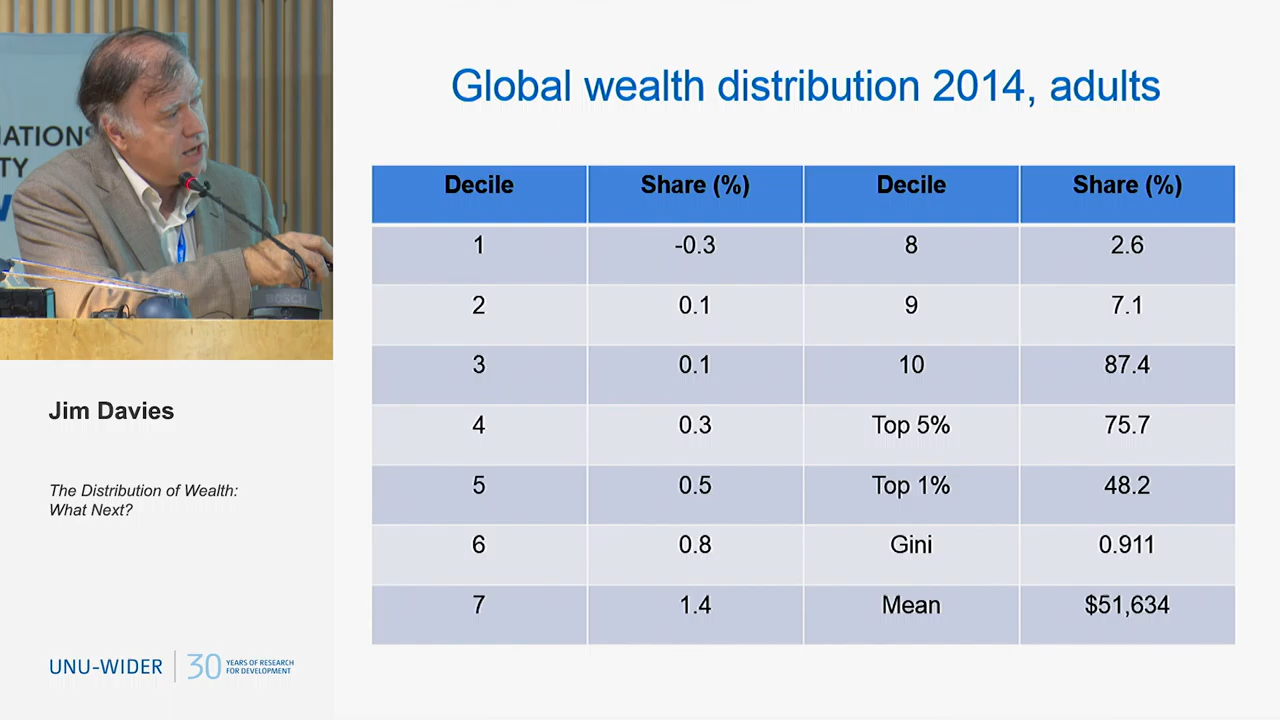 NATIONS
TY
W
BOSCH
Jim Davies
The Distribution of Wealth:
What Next?
UNU-WIDER
30 YEARS OF RESEARCH
FOR DEVELOPMENT
Global wealth distribution 2014, adults
Decile Share (%) Decile Share (%)
1 -0.3 8 2.6
2 0.1 9 7.1
3 0.1 10 87.4
4 0.3 Top 5% 75.7
5 0.5 Top 1% 48.2
6 0.8 Gini 0.911
7 1.4 Mean $51,634